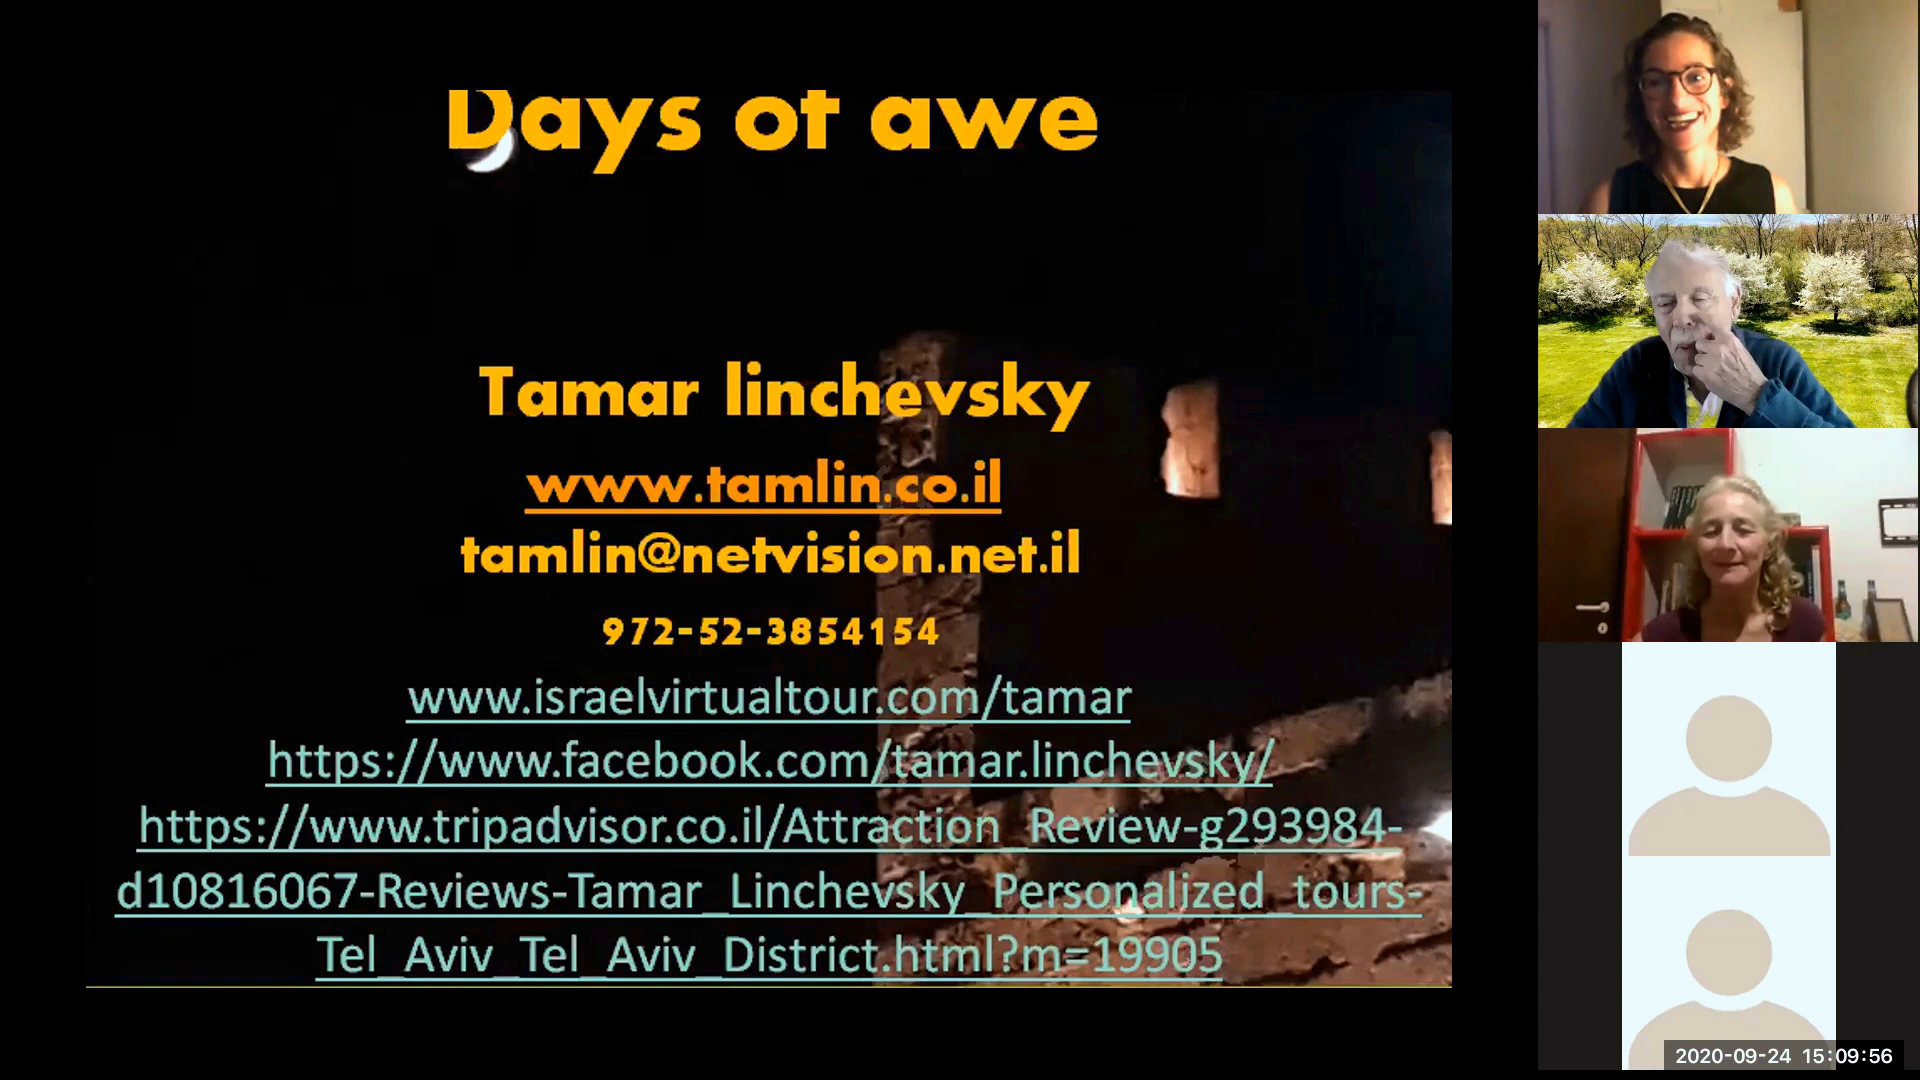 Days of awe
Tamar linchevsky
www.tamlin.co.il
tamlin@netvision.net.il
972-52-3854154
www.israelvirtualtour.com/tamar
https://www.facebook.com/tamar.linchevsky/
https://www.tripadvisor.co.il/Attraction_Review-g293984-
d10816067-Reviews-Tamar_Linchevsky_Personalized_tours-
Tel_Aviv_Tel_Aviv_District.html?m=19905
2020-09-24 15:09:56